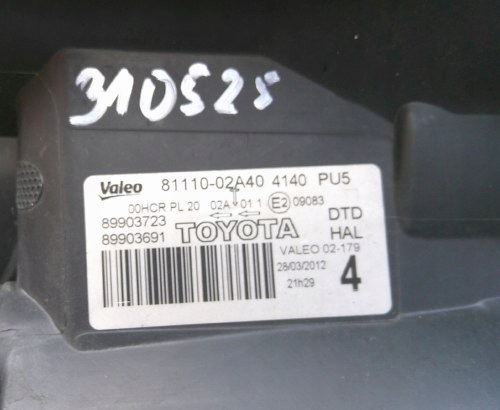 310525
Valeo 81110-02A40 4140 PU5
00HCR PL 20 02A 01 1 E2 09083
89903723 DTD
89903691 TOYOTA HAL
VALEO 02-179
28/03/2012 4
21h29